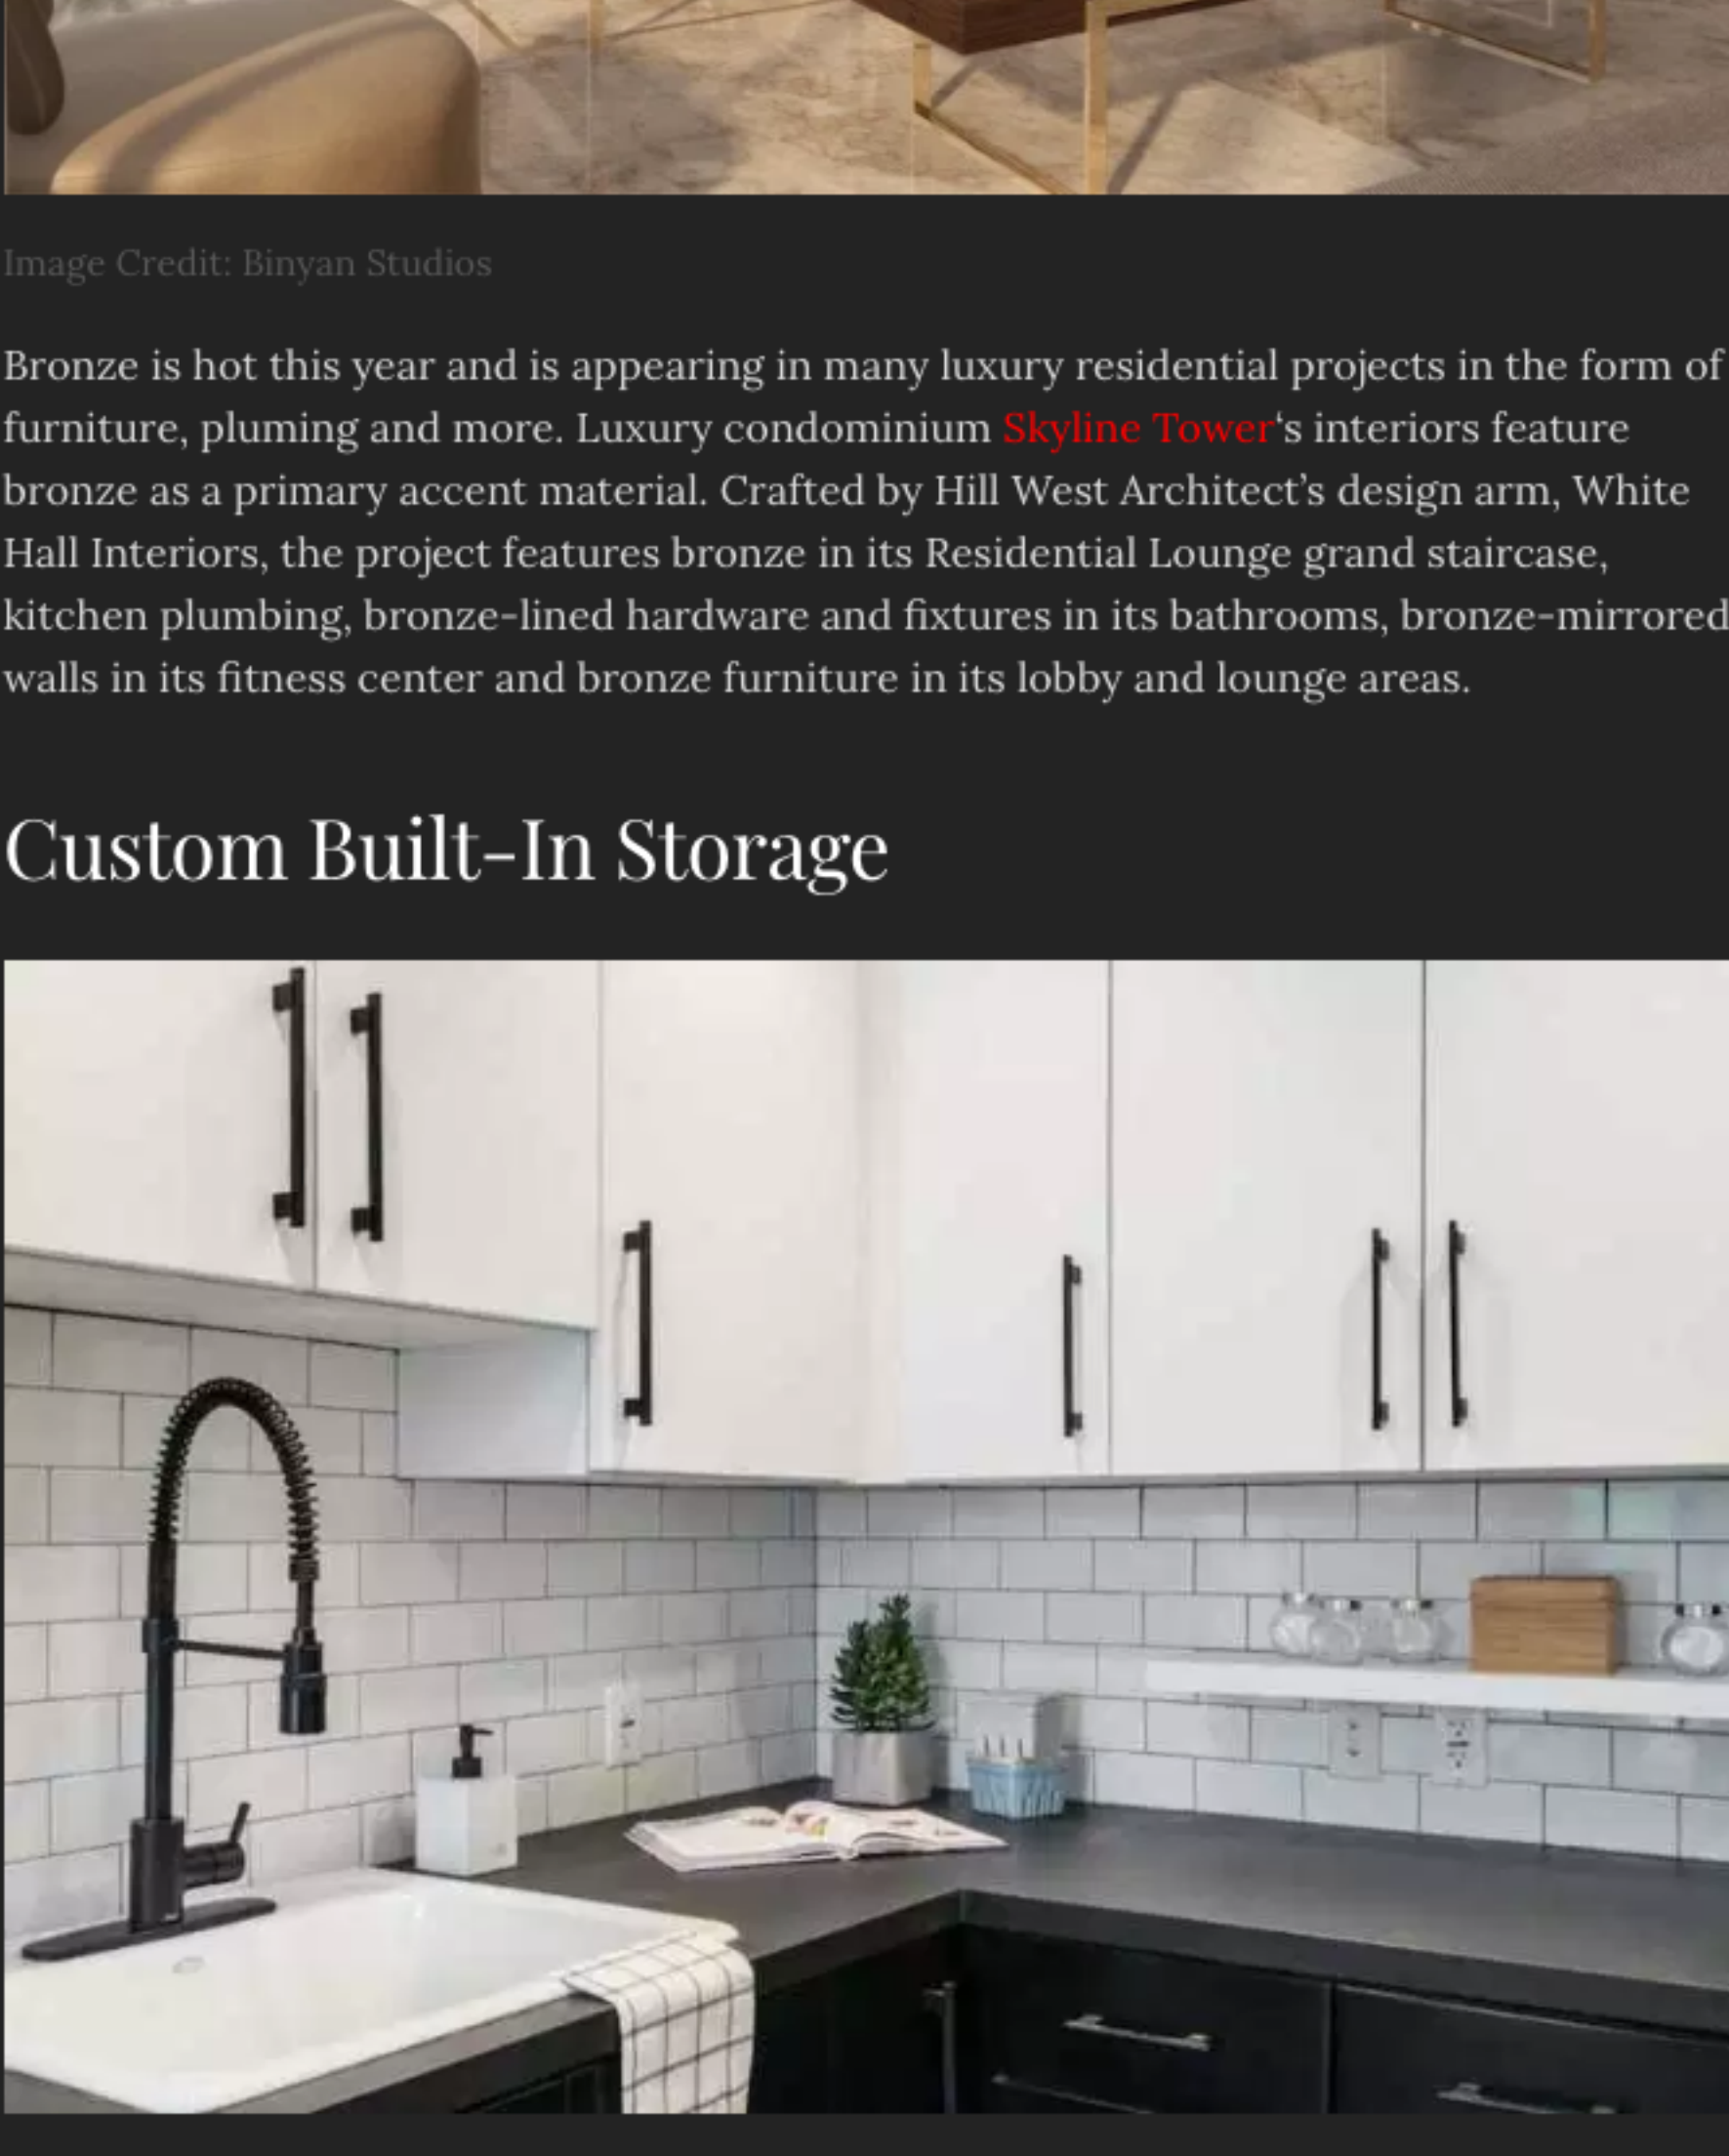 Image Credit: Binyan Studios
Bronze is hot this year and is appearing in many luxury residential projects in the form of
furniture, pluming and more. Luxury condominium Skyline Tower‘s interiors feature
bronze as a primary accent material. Crafted by Hill West Architect’s design arm, White
Hall Interiors, the project features bronze in its Residential Lounge grand staircase,
kitchen plumbing, bronze-lined hardware and fixtures in its bathrooms, bronze-mirrored
walls in its fitness center and bronze furniture in its lobby and lounge areas.
Custom Built-In Storage